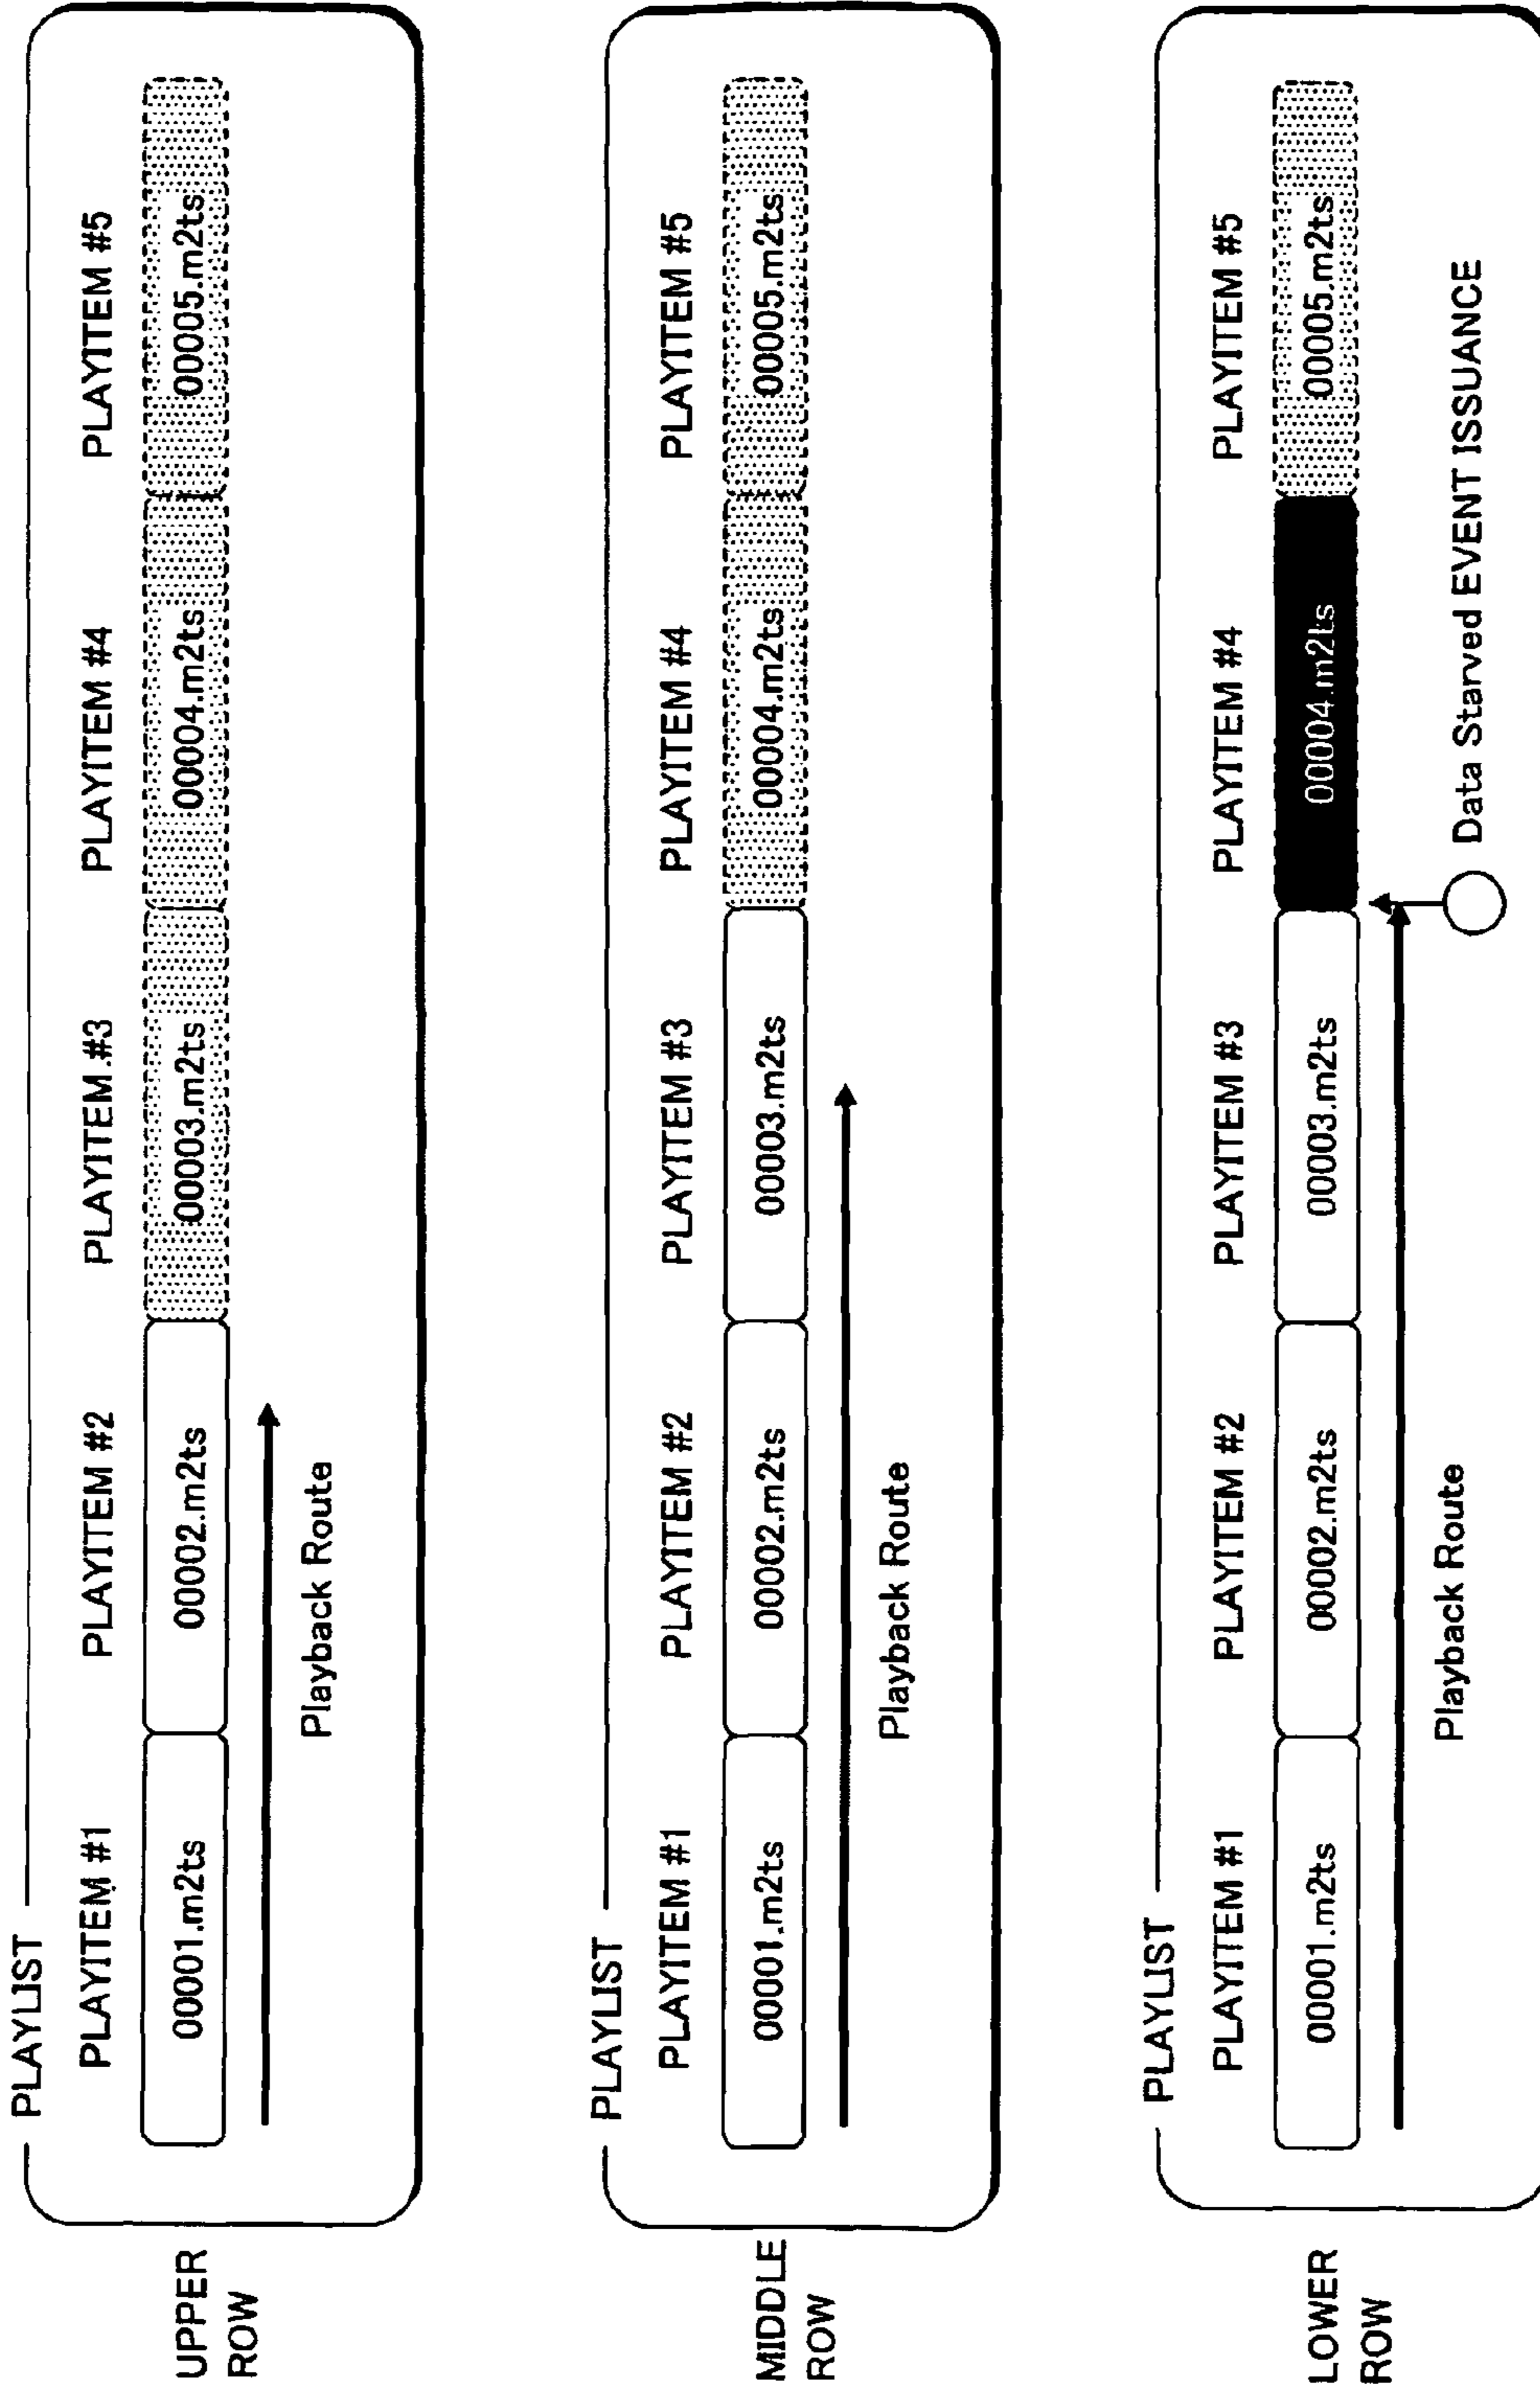 PLAYLIST
PLAYITEM #1
PLAYITEM #2
PLAYITEM #3
PLAYITEM #4
PLAYITEM #5
UPPER
ROW
00001.m2ts
00002.m2ts
00003.m2ts
00004.m2ts
00005.m2ts
Playback Route
PLAYLIST
PLAYITEM #1
PLAYITEM #2
PLAYITEM #3
PLAYITEM #4
PLAYITEM #5
MIDDLE
ROW
00001.m2ts
00002.m2ts
00003.m2ts
00004.m2ts
00005.m2ts
Playback Route
PLAYLIST
PLAYITEM #1
PLAYITEM #2
PLAYITEM #3
PLAYITEM #4
PLAYITEM #5
LOWER
ROW
00001.m2ts
00002.m2ts
00003.m2ts
00004.m2ts
00005.m2ts
Playback Route
Data Starved EVENT ISSUANCE